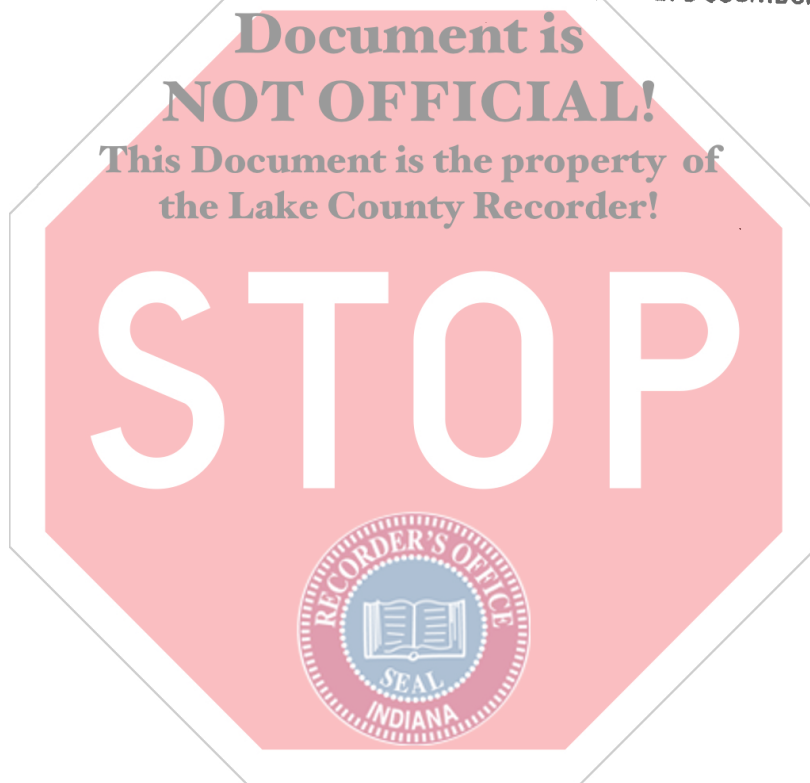 Document is
NOT OFFICIAL!
This Document is the property of
the Lake County Recorder!
STOP
RECORDER'S OFFICE
SEAL
INDIANA